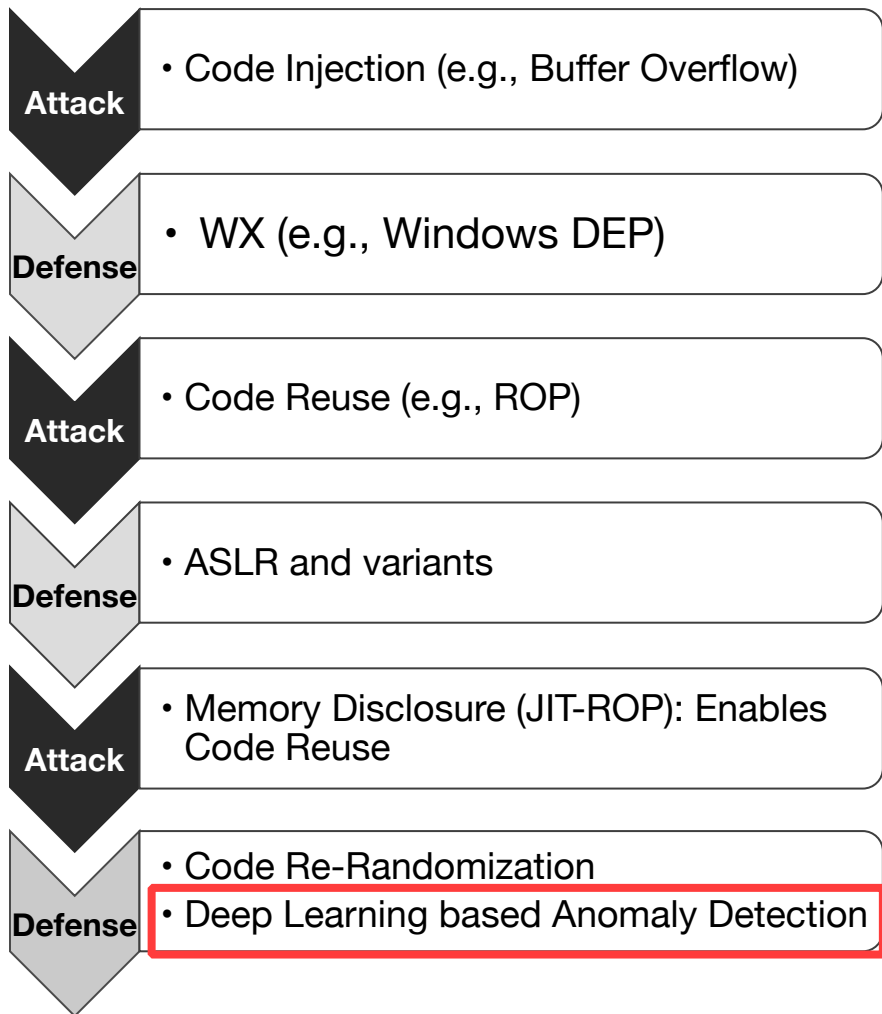 Attack
• Code Injection (e.g., Buffer Overflow)
Defense
• WX (e.g., Windows DEP)
Attack
• Code Reuse (e.g., ROP)
Defense
• ASLR and variants
Attack
• Memory Disclosure (JIT-ROP): Enables
Code Reuse
Defense
• Code Re-Randomization
• Deep Learning based Anomaly Detection